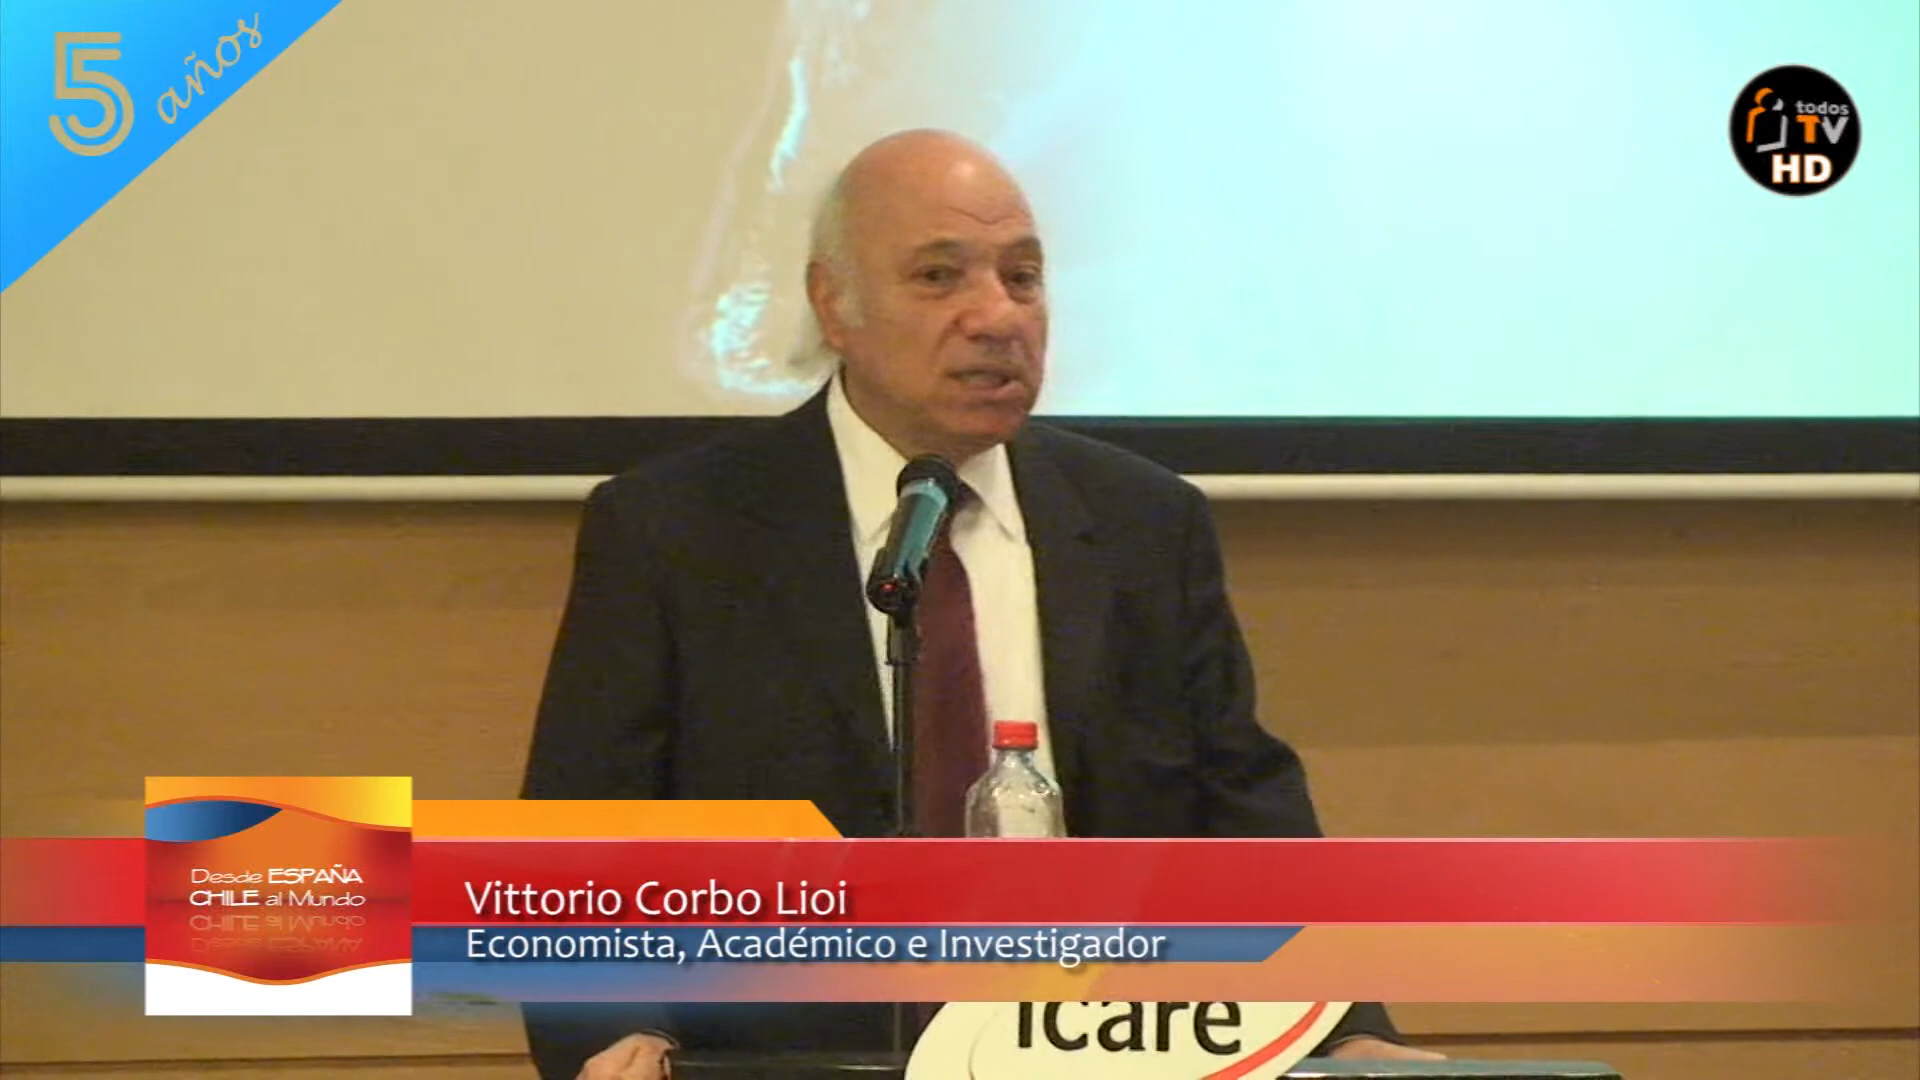 5 años
todos
TV
HD
Desde ESPAÑA
CHILE al Mundo
Vittorio Corbo Lioi
Economista, Académico e Investigador
icare